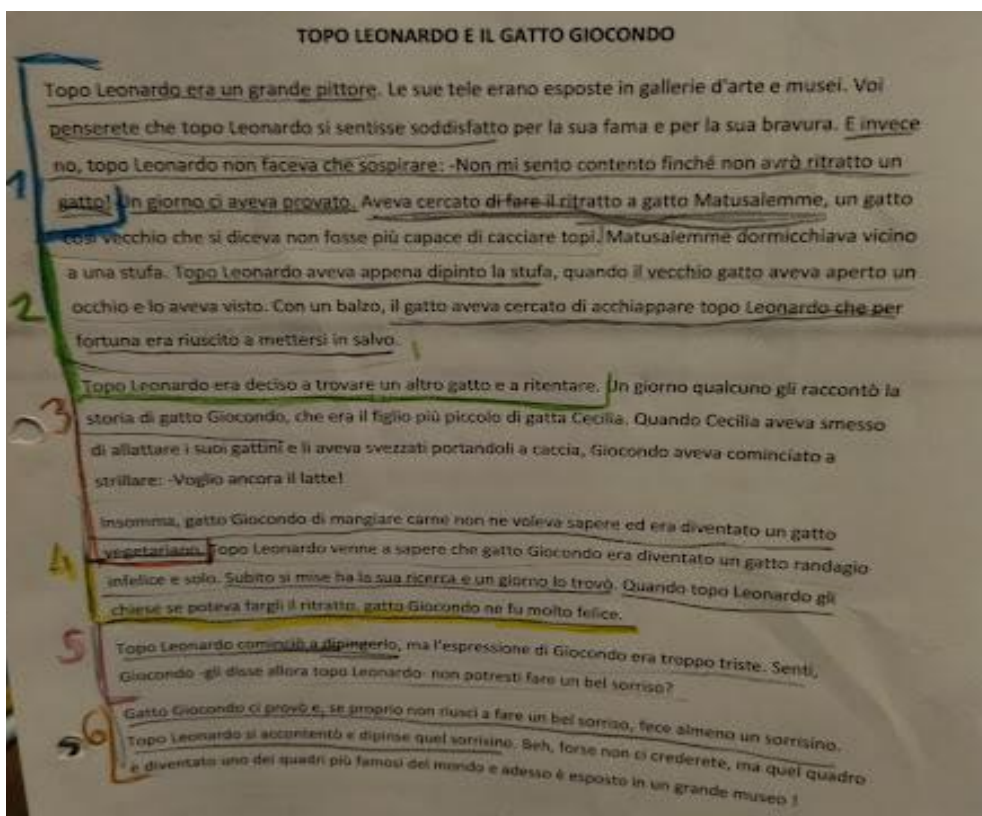 TOPO LEONARDO E IL GATTO GIOCONDO
Topo Leonardo era un grande pittore. Le sue tele erano esposte in gallerie d'arte e musei. Voi
penserete che topo Leonardo si sentisse soddisfatto per la sua fama e per la sua bravura. E invece
no, topo Leonardo non faceva che sospirare: -Non mi sento contento finché non avrò ritratto un
1
gatto! Un giorno ci aveva provato. Aveva cercato di fare il ritratto a gatto Matusalemme, un gatto
così vecchio che si diceva non fosse più capace di cacciare topi. Matusalemme dormicchiava vicino
a una stufa. Topo Leonardo aveva appena dipinto la stufa, quando il vecchio gatto aveva aperto un
2
occhio e lo aveva visto. Con un balzo, il gatto aveva cercato di acchiappare topo Leonardo che per
fortuna era riuscito a mettersi in salvo.
Topo Leonardo era deciso a trovare un altro gatto e a ritentare. Un giorno qualcuno gli raccontò la
3
storia di gatto Giocondo, che era il figlio più piccolo di gatta Cecilia. Quando Cecilia aveva smesso
di allattare i suoi gattini e li aveva svezzati portandoli a caccia, Giocondo aveva cominciato a
strillare: -Voglio ancora il latte!
Insomma, gatto Giocondo di mangiare carne non ne voleva sapere ed era diventato un gatto
vegetariano. Topo Leonardo venne a sapere che gatto Giocondo era diventato un gatto randagio
4
infelice e solo. Subito si mise ha la sua ricerca e un giorno lo trovò. Quando topo Leonardo gli
chiese se poteva fargli il ritratto, gatto Giocondo ne fu molto felice.
5
Topo Leonardo cominciò a dipingerlo, ma l'espressione di Giocondo era troppo triste. Senti,
Giocondo -gli disse allora topo Leonardo- non potresti fare un bel sorriso?
6
Gatto Giocondo ci provò e, se proprio non riuscì a fare un bel sorriso, fece almeno un sorrisino.
Topo Leonardo si accontentò e dipinse quel sorrisino. Beh, forse non ci crederete, ma quel quadro
e diventato uno dei quadri più famosi del mondo e adesso è esposto in un grande museo !